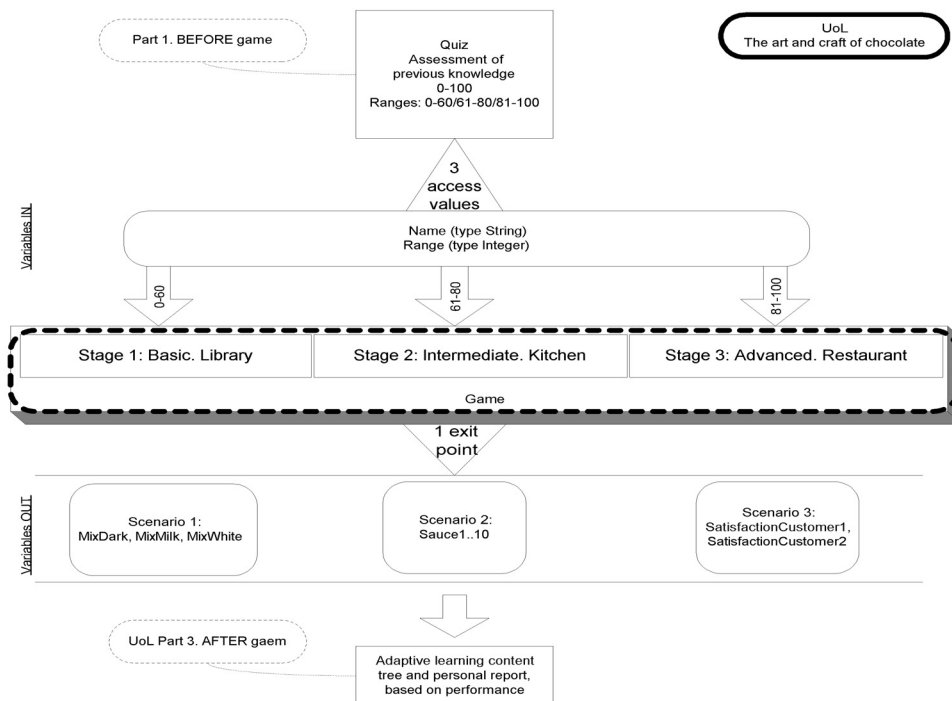 Part 1. BEFORE game
Quiz
Assessment of
previous knowledge
0-100
Ranges: 0-60/61-80/81-100
UoL
The art and craft of chocolate
3
access
values
Variables IN
Name (type String)
Range (type Integer)
0-60
61-80
81-100
Stage 1: Basic. Library
Stage 2: Intermediate. Kitchen
Stage 3: Advanced. Restaurant
Game
1 exit
point
Variables OUT
Scenario 1:
MixDark, MixMilk, MixWhite
Scenario 2:
Sauce1..10
Scenario 3:
SatisfactionCustomer1,
SatisfactionCustomer2
UoL Part 3. AFTER gaem
Adaptive learning content
tree and personal report,
based on performance